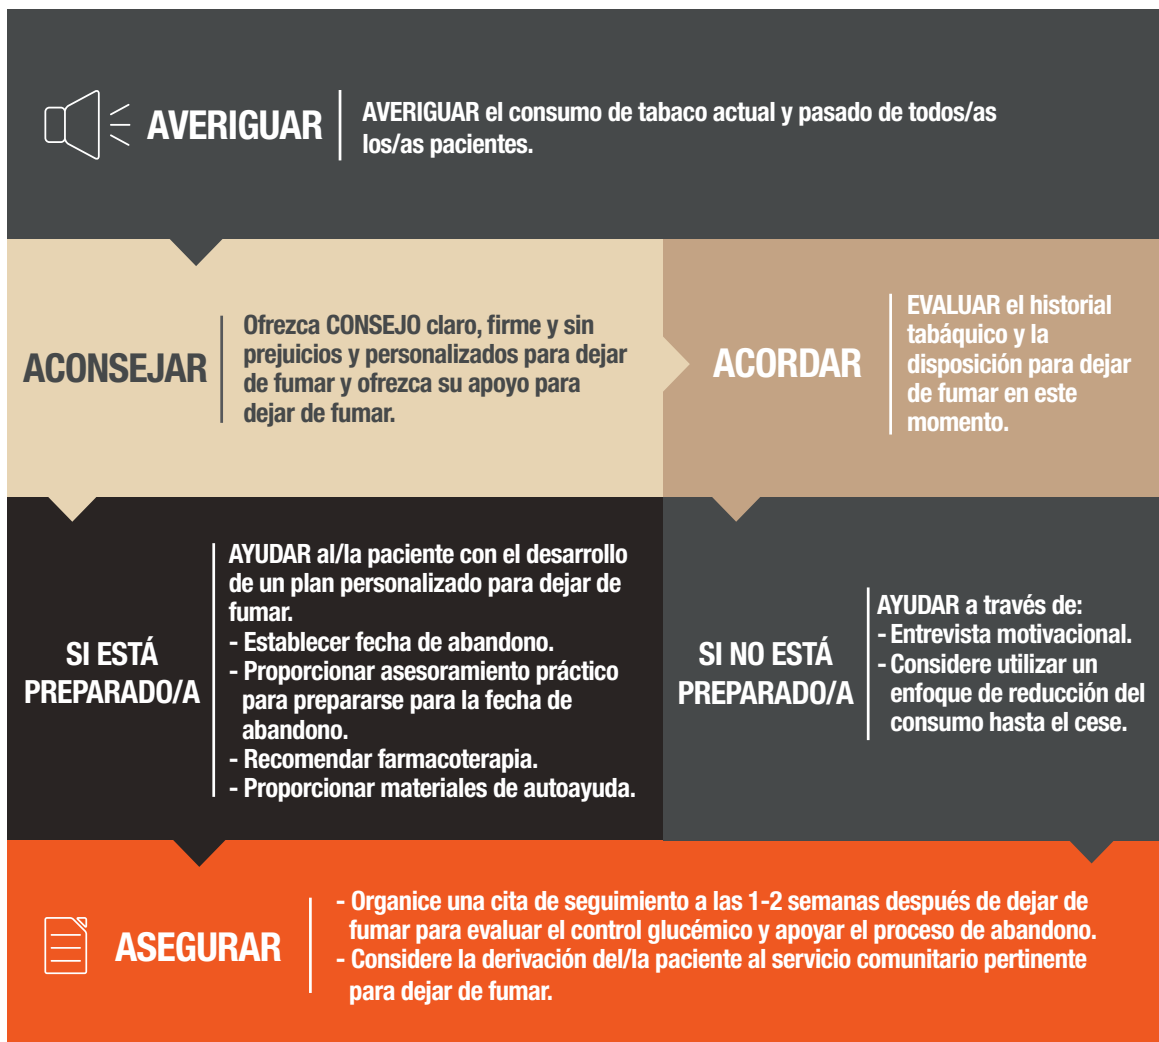 AVERIGUAR
AVERIGUAR el consumo de tabaco actual y pasado de todos/as
los/as pacientes.
ACONSEJAR
Ofrezca CONSEJO claro, firme y sin
prejuicios y personalizados para dejar
de fumar y ofrezca su apoyo para
dejar de fumar.
ACORDAR
EVALUAR el historial
tabáquico y la
disposición para dejar
de fumar en este
momento.
SI ESTÁ
PREPARADO/A
AYUDAR al/la paciente con el desarrollo
de un plan personalizado para dejar de
fumar.
- Establecer fecha de abandono.
- Proporcionar asesoramiento práctico
para prepararse para la fecha de
abandono.
- Recomendar farmacoterapia.
- Proporcionar materiales de autoayuda.
SI NO ESTÁ
PREPARADO/A
AYUDAR a través de:
- Entrevista motivacional.
- Considere utilizar un
enfoque de reducción del
consumo hasta el cese.
ASEGURAR
- Organice una cita de seguimiento a las 1-2 semanas después de dejar de
fumar para evaluar el control glucémico y apoyar el proceso de abandono.
- Considere la derivación del/la paciente al servicio comunitario pertinente
para dejar de fumar.